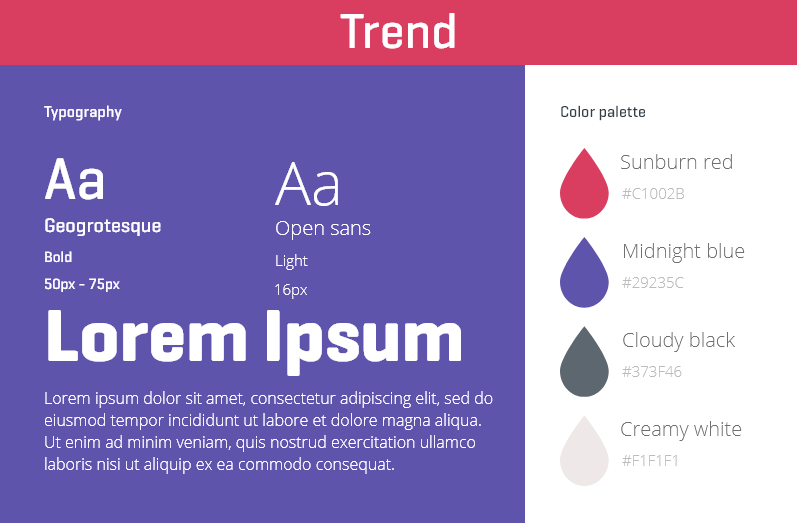 Trend
Typography
Aa
Geogrotesque
Bold
50px - 75px
Aa
Open sans
Light
16px
Lorem Ipsum
Lorem ipsum dolor sit amet, consectetur adipiscing elit, sed do
eiusmod tempor incididunt ut labore et dolore magna aliqua.
Ut enim ad minim veniam, quis nostrud exercitation ullamco
laboris nisi ut aliquip ex ea commodo consequat.
Color palette
Sunburn red
#C1002B
Midnight blue
#29235C
Cloudy black
#373F46
Creamy white
#F1F1F1